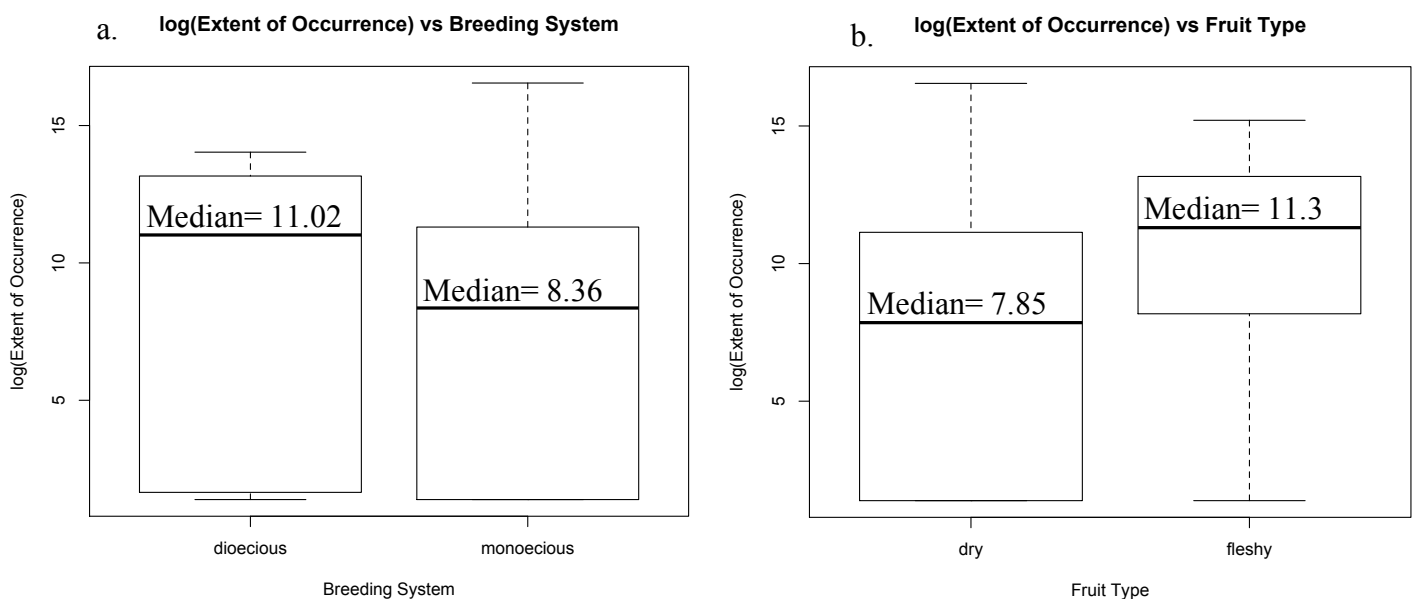 a.
log(Extent of Occurrence) vs Breeding System
log(Extent of Occurrence)
15
10
5
Median= 11.02
Median= 8.36
dioecious
monoecious
Breeding System
b.
log(Extent of Occurrence) vs Fruit Type
log(Extent of Occurrence)
15
10
5
Median= 7.85
Median= 11.3
dry
fleshy
Fruit Type